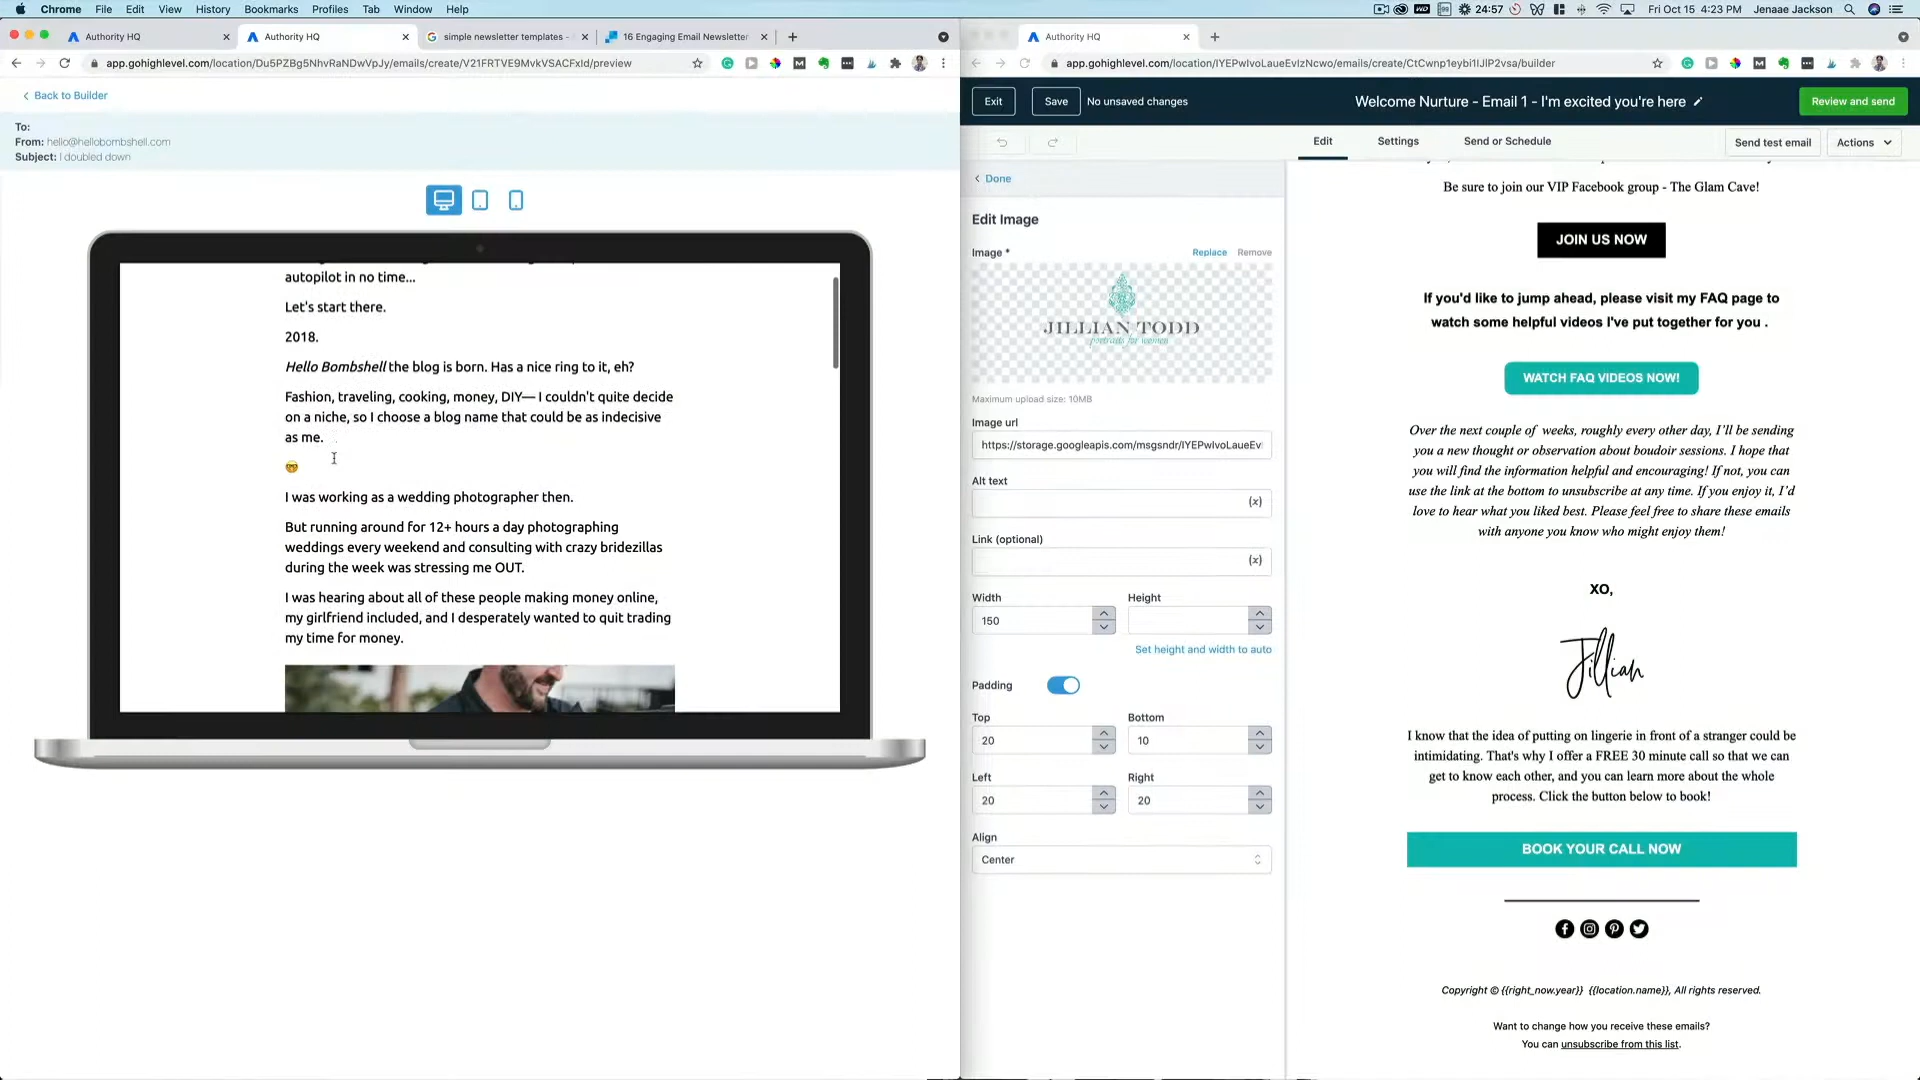 Chrome File Edit View History Bookmarks Profiles Tab Window Help
24:57 Fri Oct 15 4:23 PM Jenaae Jackson
Authority HQ
Authority HQ
simple newsletter templates -
16 Engaging Email Newsletter
app.gohighlevel.com/location/Du5PZBg5NhvRaNDwVpJy/emails/create/V21FRTVE9MvkVSACFxld/preview
Back to Builder
To:
From: hello@hellobombshell.com
Subject: I doubled down
autopilot in no time...
Let's start there.
2018.
Hello Bombshell the blog is born. Has a nice ring to it, eh?
Fashion, traveling, cooking, money, DIY— I couldn't quite decide
on a niche, so I choose a blog name that could be as indecisive
as me.
I was working as a wedding photographer then.
But running around for 12+ hours a day photographing
weddings every weekend and consulting with crazy bridezillas
during the week was stressing me OUT.
I was hearing about all of these people making money online,
my girlfriend included, and I desperately wanted to quit trading
my time for money.
Authority HQ
app.gohighlevel.com/location/IYEPwIvoLaueEvIzNcwo/emails/create/CtCwnp1eybi1IJlP2vsa/builder
Exit
Save
No unsaved changes
Welcome Nurture - Email 1 - I'm excited you're here
Review and send
Edit
Settings
Send or Schedule
Send test email
Actions
Done
Edit Image
Image *
Replace
Remove
JILLIAN TODD
portraits for women
Maximum upload size: 10MB
Image url
https://storage.googleapis.com/msgsndr/IYEPwIvoLaueEv
Alt text
(x)
Link (optional)
(x)
Width
Height
150
Set height and width to auto
Padding
Top
Bottom
20
10
Left
Right
20
20
Align
Center
Be sure to join our VIP Facebook group - The Glam Cave!
JOIN US NOW
If you'd like to jump ahead, please visit my FAQ page to
watch some helpful videos I've put together for you .
WATCH FAQ VIDEOS NOW!
Over the next couple of weeks, roughly every other day, I'll be sending
you a new thought or observation about boudoir sessions. I hope that
you will find the information helpful and encouraging! If not, you can
use the link at the bottom to unsubscribe at any time. If you enjoy it, I'd
love to hear what you liked best. Please feel free to share these emails
with anyone you know who might enjoy them!
XO,
Jillian
I know that the idea of putting on lingerie in front of a stranger could be
intimidating. That's why I offer a FREE 30 minute call so that we can
get to know each other, and you can learn more about the whole
process. Click the button below to book!
BOOK YOUR CALL NOW
Copyright © {{right_now.year}} {{location.name}}, All rights reserved.
Want to change how you receive these emails?
You can unsubscribe from this list.